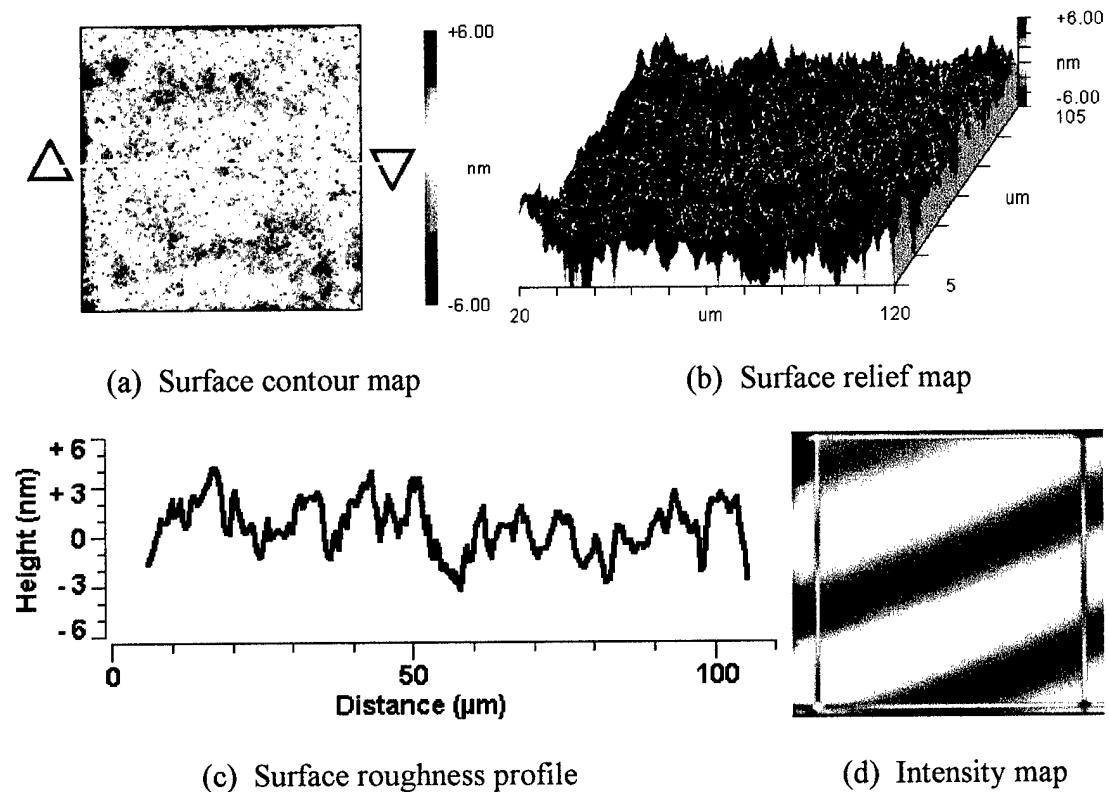 +6.00
nm
-6.00
+6.00
nm
-6.00
105
um
5
20
um
120
(a) Surface contour map
(b) Surface relief map
+6
+3
0
-3
-6
Height (nm)
0
50
100
Distance (µm)
(c) Surface roughness profile
(d) Intensity map